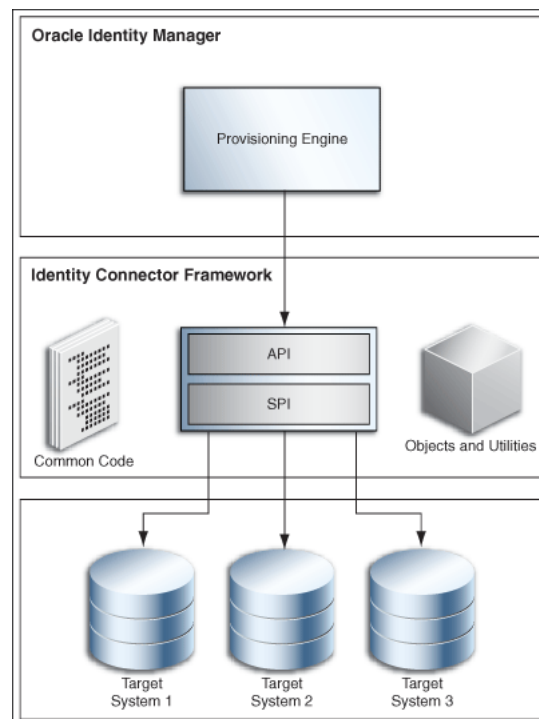 Oracle Identity Manager
Provisioning Engine
Identity Connector Framework
API
SPI
Common Code
Objects and Utilities
Target
System 1
Target
System 2
Target
System 3